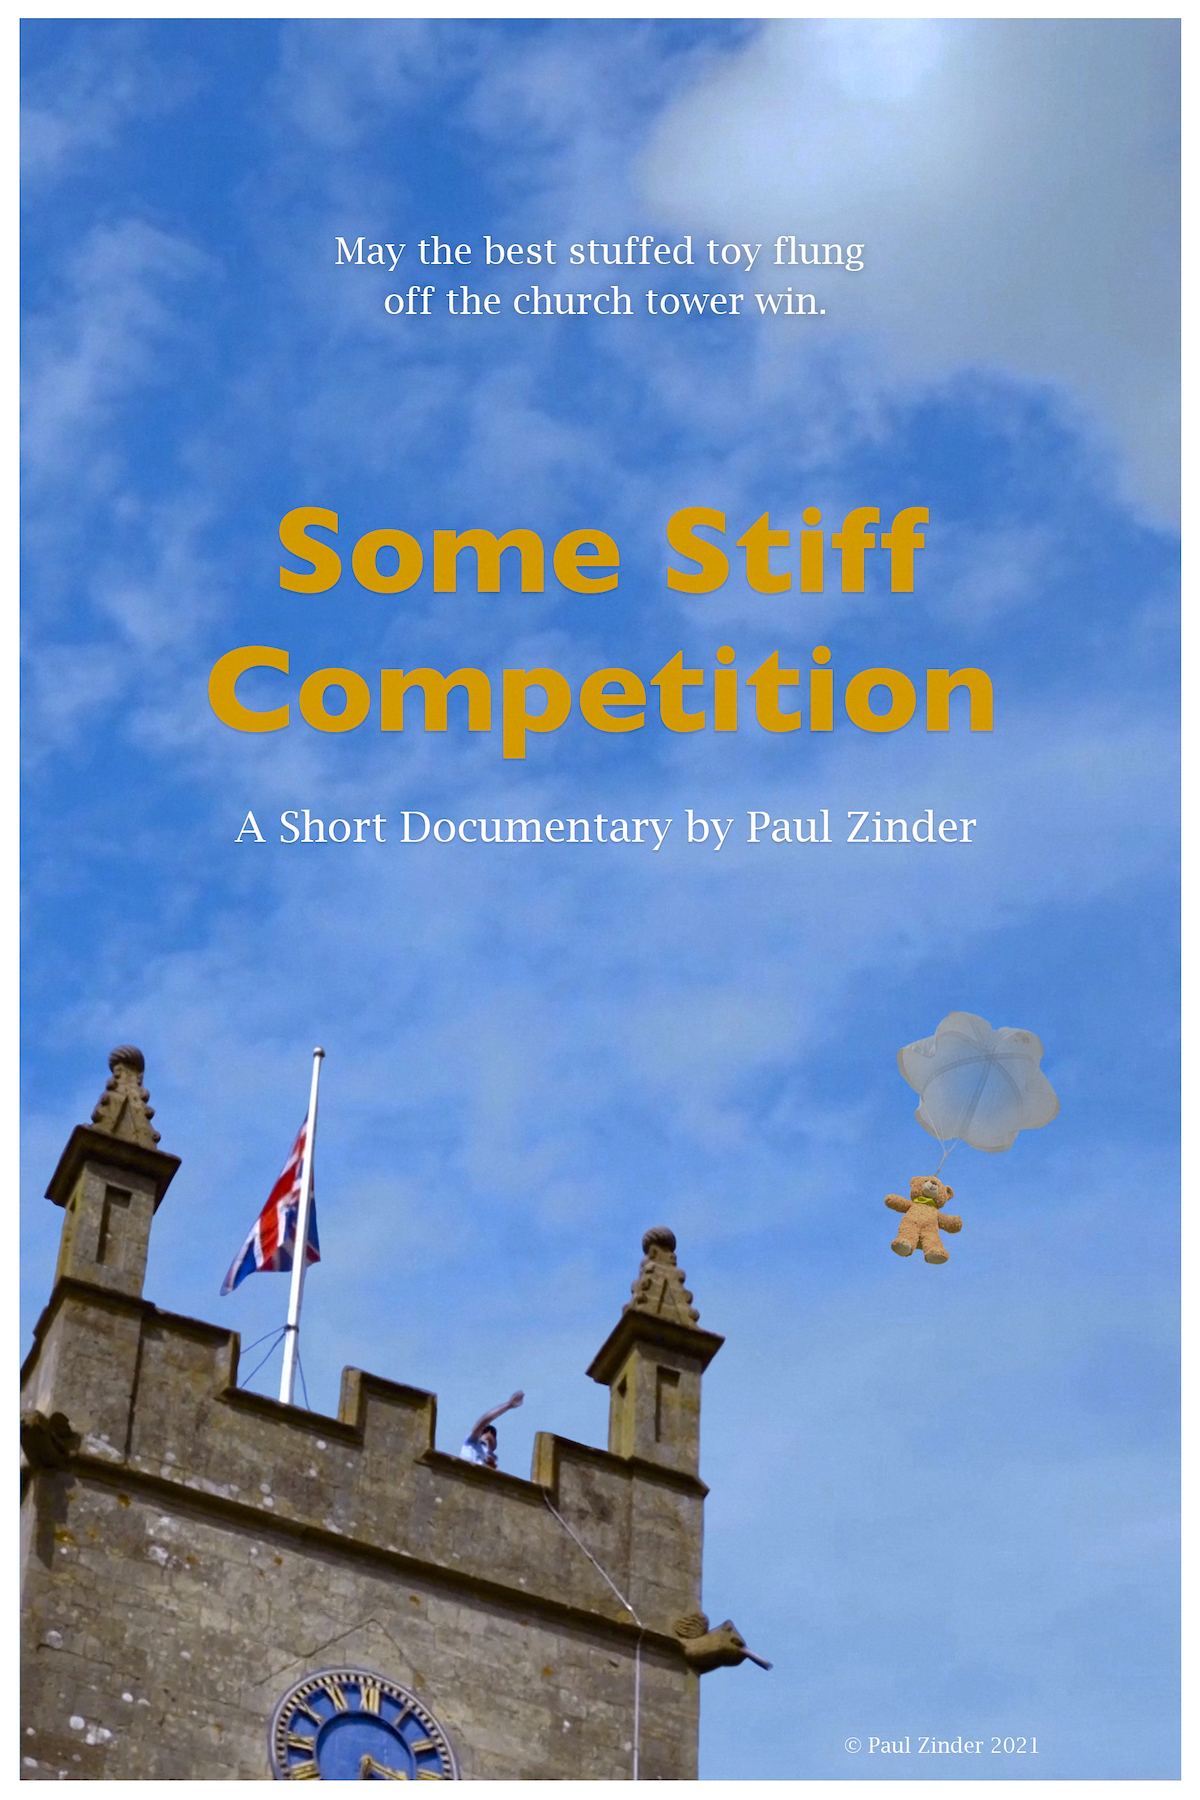 May the best stuffed toy flung
off the church tower win.
Some Stiff
Competition
A Short Documentary by Paul Zinder
© Paul Zinder 2021